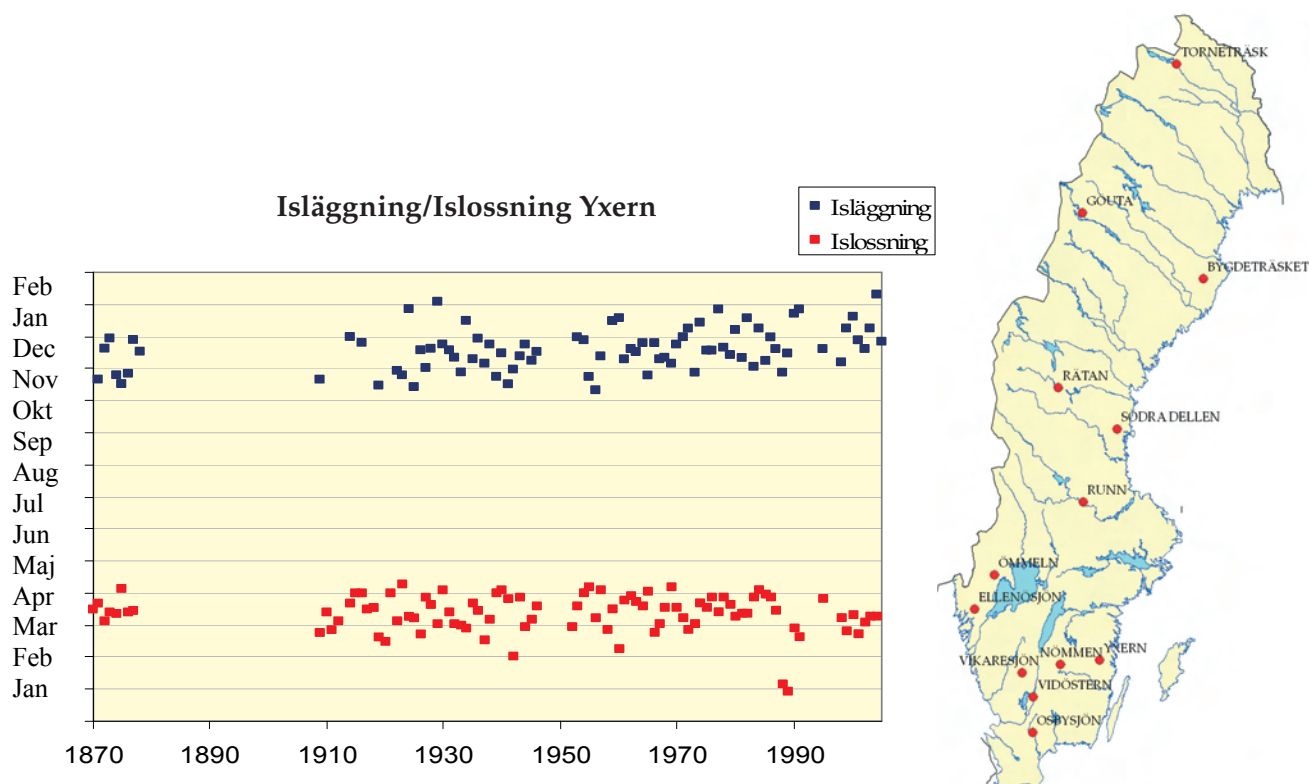 Isläggning/Islossning Yxern
Isläggning
Islossning
Feb
Jan
Dec
Nov
Okt
Sep
Aug
Jul
Jun
Maj
Apr
Mar
Feb
Jan
1870 1890 1910 1930 1950 1970 1990
TORNETRÄSK
GOUTA
BYGDETRÄSKET
RÄTAN
SÖDRA DELLEN
RUNN
ÖMMELN
ELLENÖSJÖN
NÖMMEN
YXERN
VIKARESJÖN
VIDÖSTERN
OSBYSJÖN